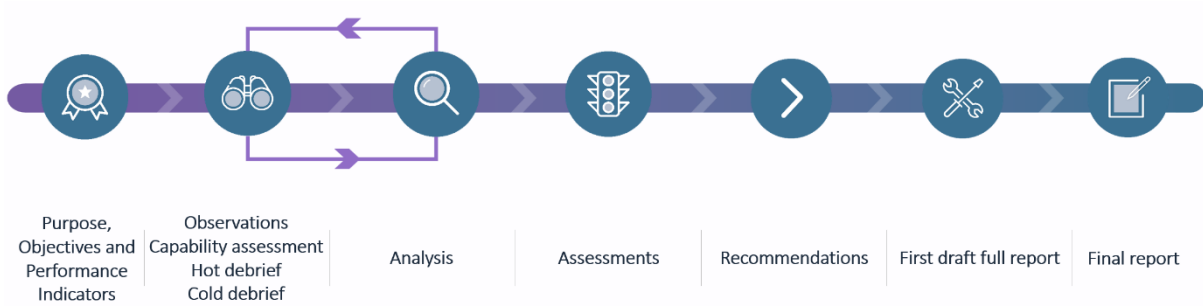 Purpose,
Objectives and
Performance
Indicators
Observations
Capability assessment
Hot debrief
Cold debrief
Analysis
Assessments
Recommendations
First draft full report
Final report